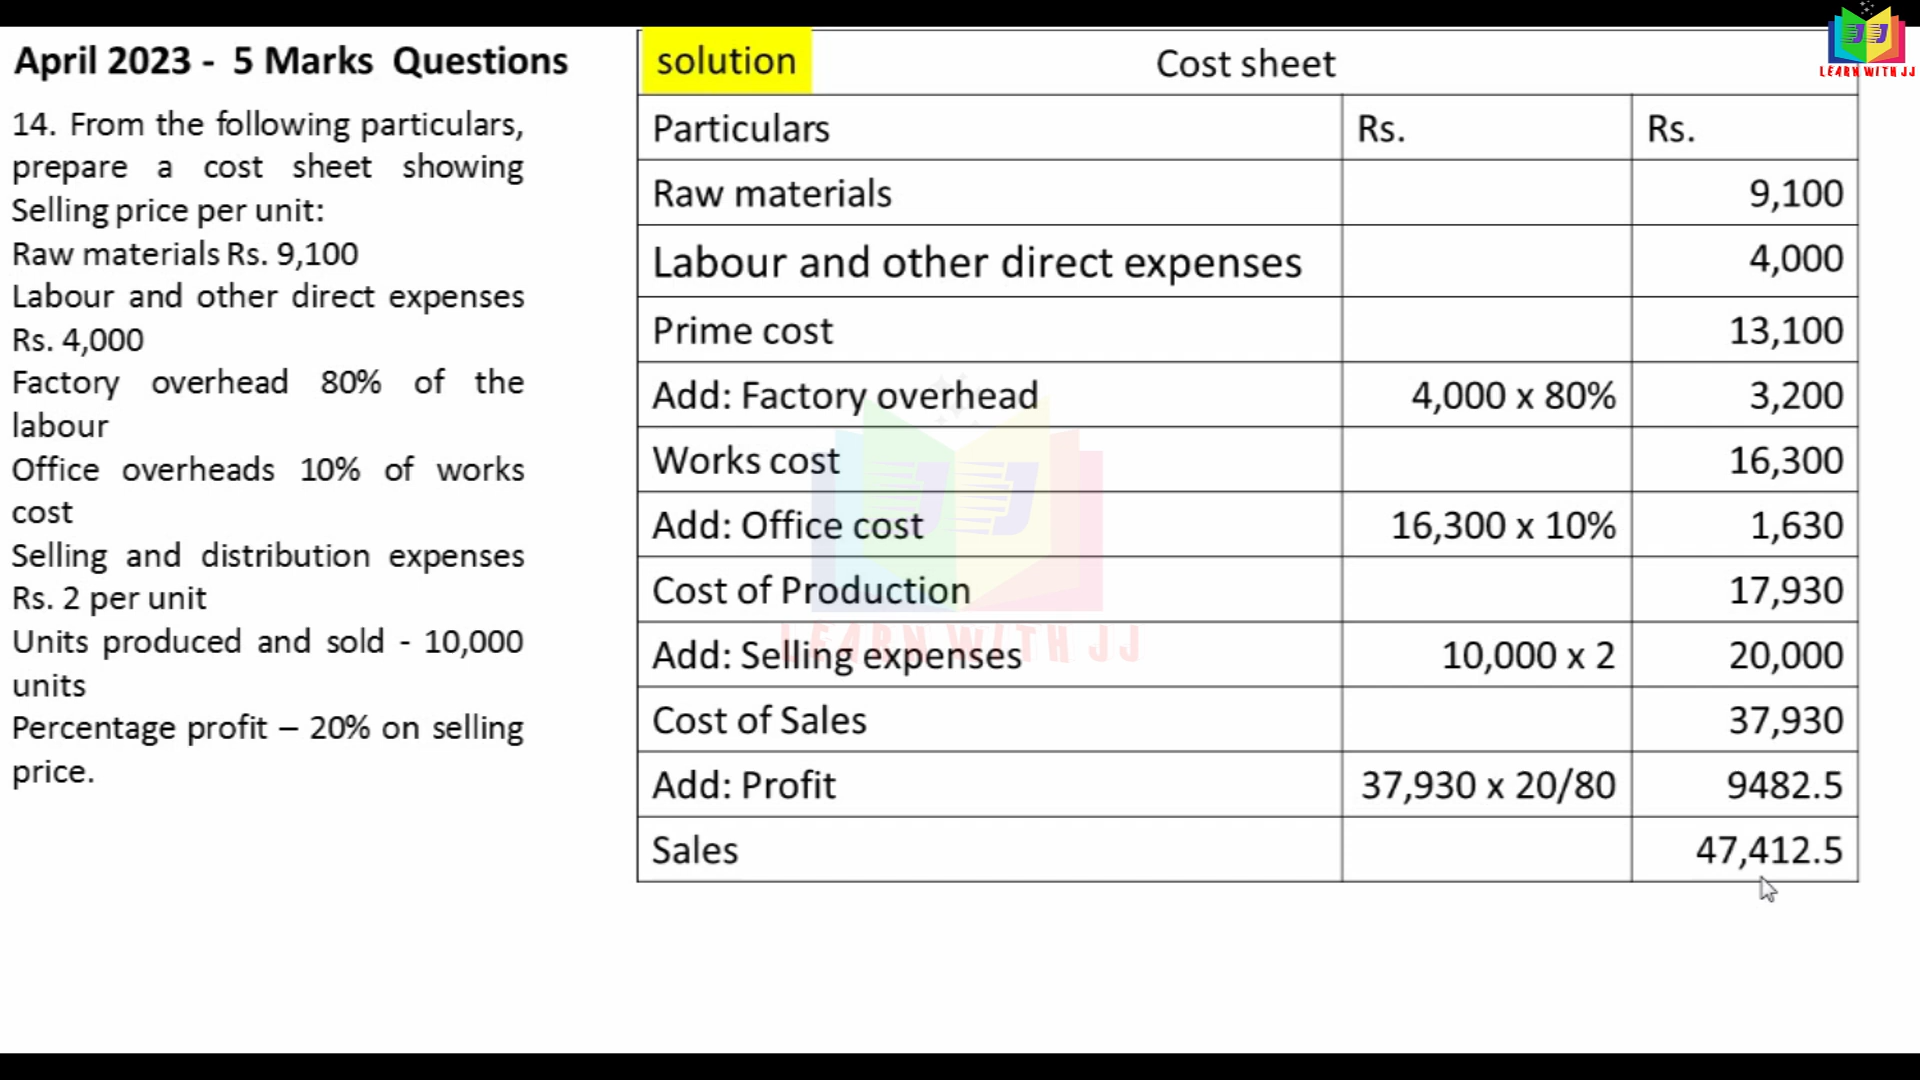 April 2023 - 5 Marks Questions
14. From the following particulars,
prepare a cost sheet showing
Selling price per unit:
Raw materials Rs. 9,100
Labour and other direct expenses
Rs. 4,000
Factory overhead 80% of the
labour
Office overheads 10% of works
cost
Selling and distribution expenses
Rs. 2 per unit
Units produced and sold - 10,000
units
Percentage profit – 20% on selling
price.
solution Cost sheet
Particulars Rs. Rs.
Raw materials 9,100
Labour and other direct expenses 4,000
Prime cost 13,100
Add: Factory overhead 4,000 x 80% 3,200
Works cost 16,300
Add: Office cost 16,300 x 10% 1,630
Cost of Production 17,930
Add: Selling expenses 10,000 x 2 20,000
Cost of Sales 37,930
Add: Profit 37,930 x 20/80 9482.5
Sales 47,412.5
JJ
LEARN WITH JJ
JJ
LEARN WITH JJ